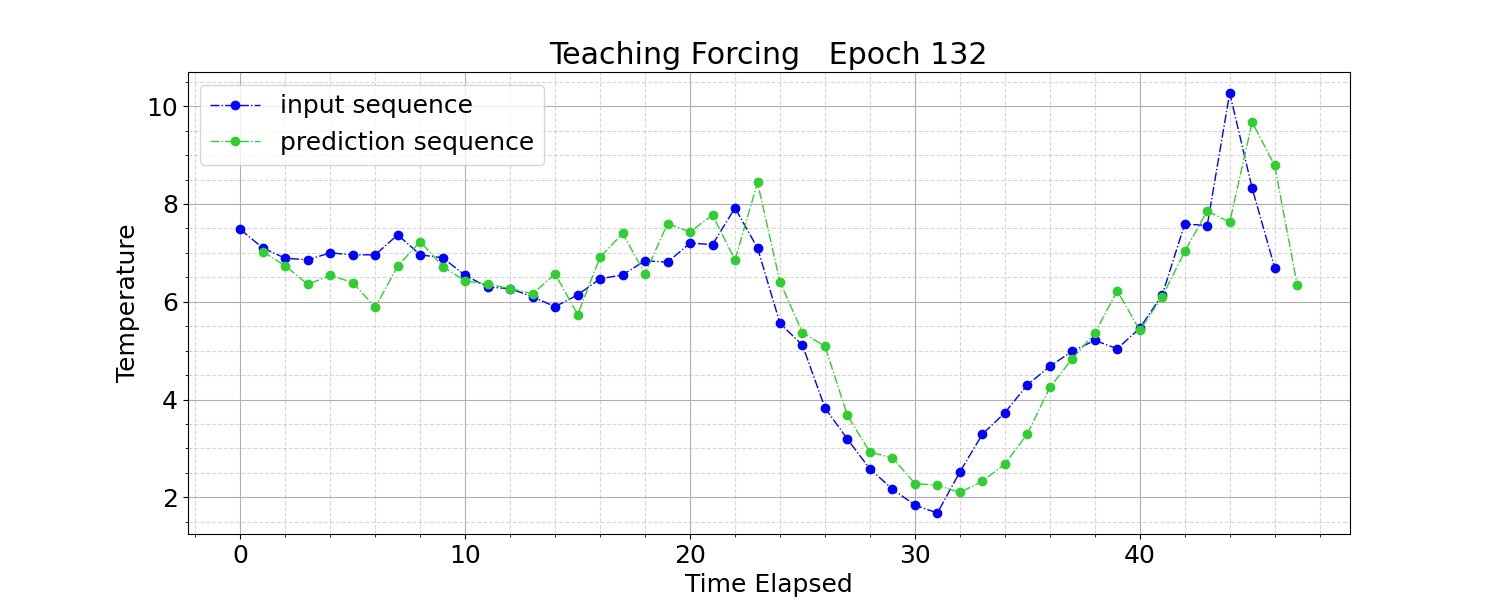 Teaching Forcing   Epoch 132
input sequence
prediction sequence
10
8
6
4
2
Temperature
0 10 20 30 40
Time Elapsed